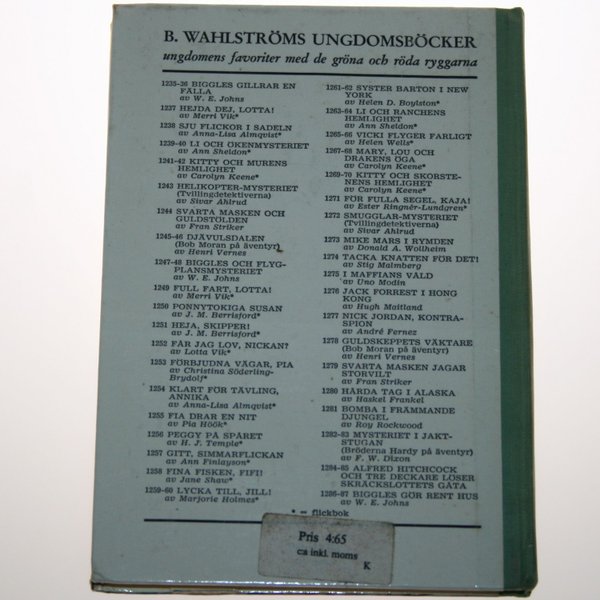 B. WAHLSTRÖMS UNGDOMSBÖCKER
ungdomens favoriter med de gröna och röda ryggarna
1235-36 BIGGLES GILLRAR EN
FÄLLA
av W. E. Johns
1237 HEJDA DEJ, LOTTA!
av Merri Vik*
1238 SJU FLICKOR I SADELN
av Anna-Lisa Almqvist*
1239-40 LI OCH ÖKENMYSTERIET
av Ann Sheldon*
1241-42 KITTY OCH MURENS
HEMLIGHET
av Carolyn Keene*
1243 HELIKOPTER-MYSTERIET
(Tvillingdetektiverna)
av Sivar Ahlrud
1244 SVARTA MASKEN OCH
GULDSTÖLDEN
av Fran Striker
1245-46 DJÄVULSDALEN
(Bob Moran på äventyr)
av Henri Vernes
1247-48 BIGGLES OCH FLYG-
PLANSMYSTERIET
av W. E. Johns
1249 FULL FART, LOTTA!
av Merri Vik*
1250 PONNYTOKIGA SUSAN
av J. M. Berrisford*
1251 HEJA, SKIPPER!
av J. M. Berrisford*
1252 FÅR JAG LOV, NICKAN?
av Lotta Vik*
1253 FÖRBJUDNA VÄGAR, PIA
av Christina Söderling-
Brydolf*
1254 KLART FÖR TÄVLING,
ANNIKA
av Anna-Lisa Almqvist*
1255 FIA DRAR EN NIT
av Pia Höök*
1256 PEGGY PÅ SPÅRET
av H. J. Temple*
1257 GITT, SIMMARFLICKAN
av Ann Finlayson*
1258 FINA FISKEN, FIFI!
av Jane Shaw*
1259-60 LYCKA TILL, JILL!
av Marjorie Holmes*
1261-62 SYSTER BARTON I NEW
YORK
av Helen D. Boylston*
1263-64 LI OCH RANCHENS
HEMLIGHET
av Ann Sheldon*
1265-66 VICKI FLYGER FARLIGT
av Helen Wells*
1267-68 MARY, LOU OCH
DRAKENS ÖGA
av Carolyn Keene*
1269-70 KITTY OCH SKORSTE-
NENS HEMLIGHET
av Carolyn Keene*
1271 FÖR FULLA SEGEL, KAJA!
av Ester Ringnér-Lundgren*
1272 SMUGGLAR-MYSTERIET
(Tvillingdetektiverna)
av Sivar Ahlrud
1273 MIKE MARS I RYMDEN
av Donald A. Wollheim
1274 TACKA KNATTEN FÖR DET!
av Stig Malmberg
1275 I MAFFIANS VÅLD
av Uno Modin
1276 JACK FORREST I HONG
KONG
av Hugh Maitland
1277 NICK JORDAN, KONTRA-
SPION
av André Fernez
1278 GULDSKEPPETS VÄKTARE
(Bob Moran på äventyr)
av Henri Vernes
1279 SVARTA MASKEN JAGAR
STORVILT
av Fran Striker
1280 HÅRDA TAG I ALASKA
av Haskel Frankel
1281 BOMBA I FRÄMMANDE
DJUNGEL
av Roy Rockwood
1282-83 MYSTERIET I JAKT-
STUGAN
(Bröderna Hardy på äventyr)
av F. W. Dixon
1284-85 ALFRED HITCHCOCK
OCH TRE DECKARE LÖSER
SKRÄCKSLOTTETS GÅTA
1286-87 BIGGLES GÖR RENT HUS
av W. E. Johns
* = flickbok
Pris 4:65
ca inkl. moms
K